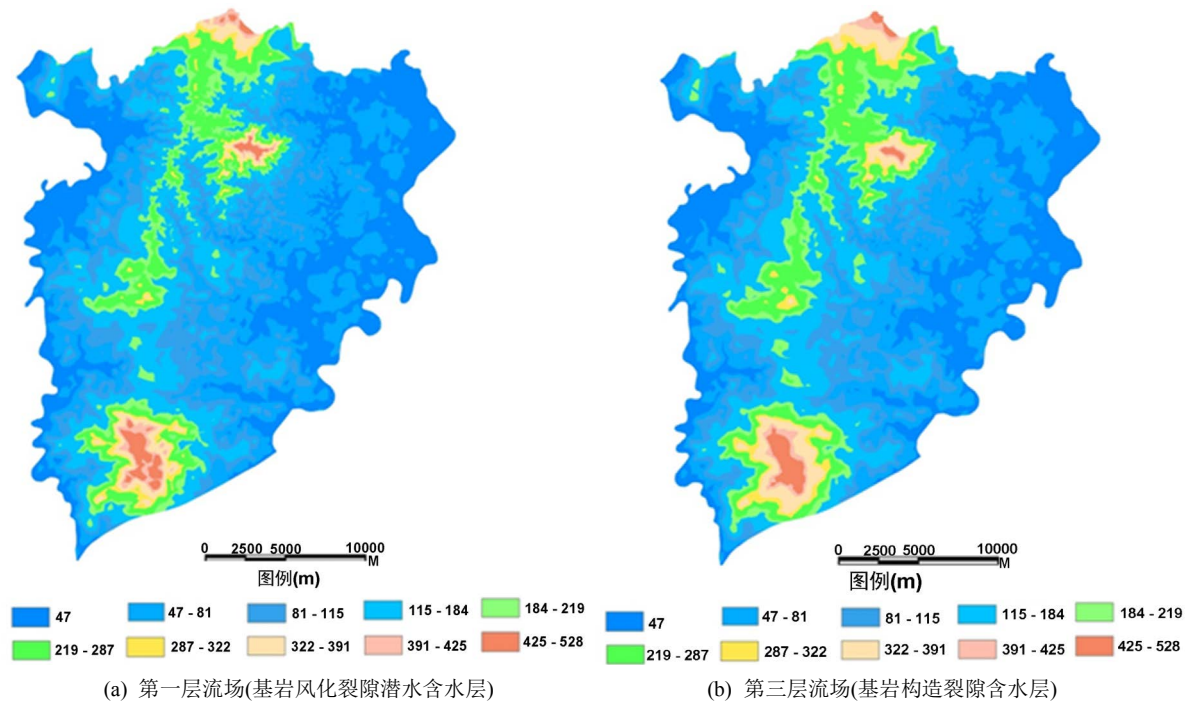 0 2500 5000 10000
M
图例(m)
47 47 - 81 81 - 115 115 - 184 184 - 219
219 - 287 287 - 322 322 - 391 391 - 425 425 - 528
(a) 第一层流场(基岩风化裂隙潜水含水层)
0 2500 5000 10000
M
图例(m)
47 47 - 81 81 - 115 115 - 184 184 - 219
219 - 287 287 - 322 322 - 391 391 - 425 425 - 528
(b) 第三层流场(基岩构造裂隙含水层)